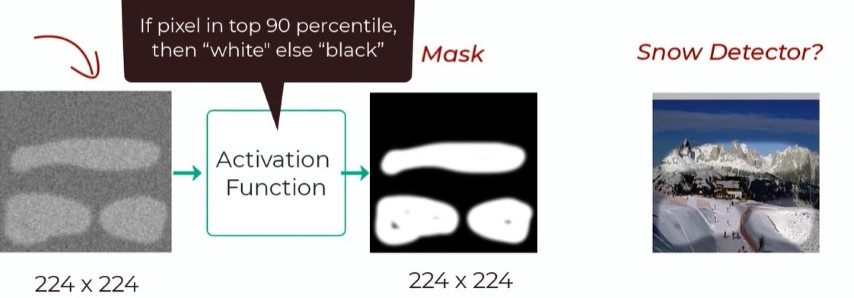 If pixel in top 90 percentile,
then “white" else “black”
Mask
Snow Detector?
Activation
Function
224 x 224
224 x 224